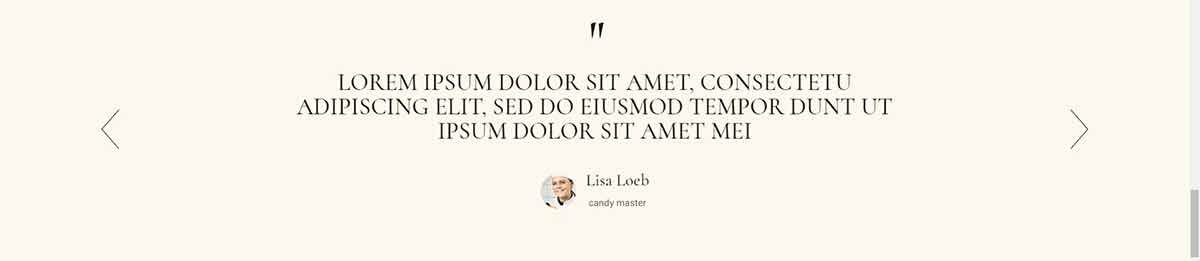 "
LOREM IPSUM DOLOR SIT AMET, CONSECTETU
ADIPISCING ELIT, SED DO EIUSMOD TEMPOR DUNT UT
IPSUM DOLOR SIT AMET MEI
Lisa Loeb
candy master